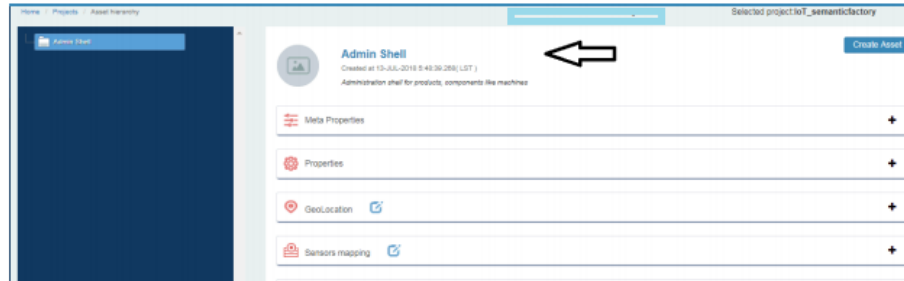 Home / Projects / Asset hierarchy
Selected project:IoT_semanticfactory
Admin Shell
Create Asset
Admin Shell
Created at 13-JUL-2018 5:48:39.268( LST )
Administration shell for products, components like machines
Meta Properties
Properties
GeoLocation
Sensors mapping